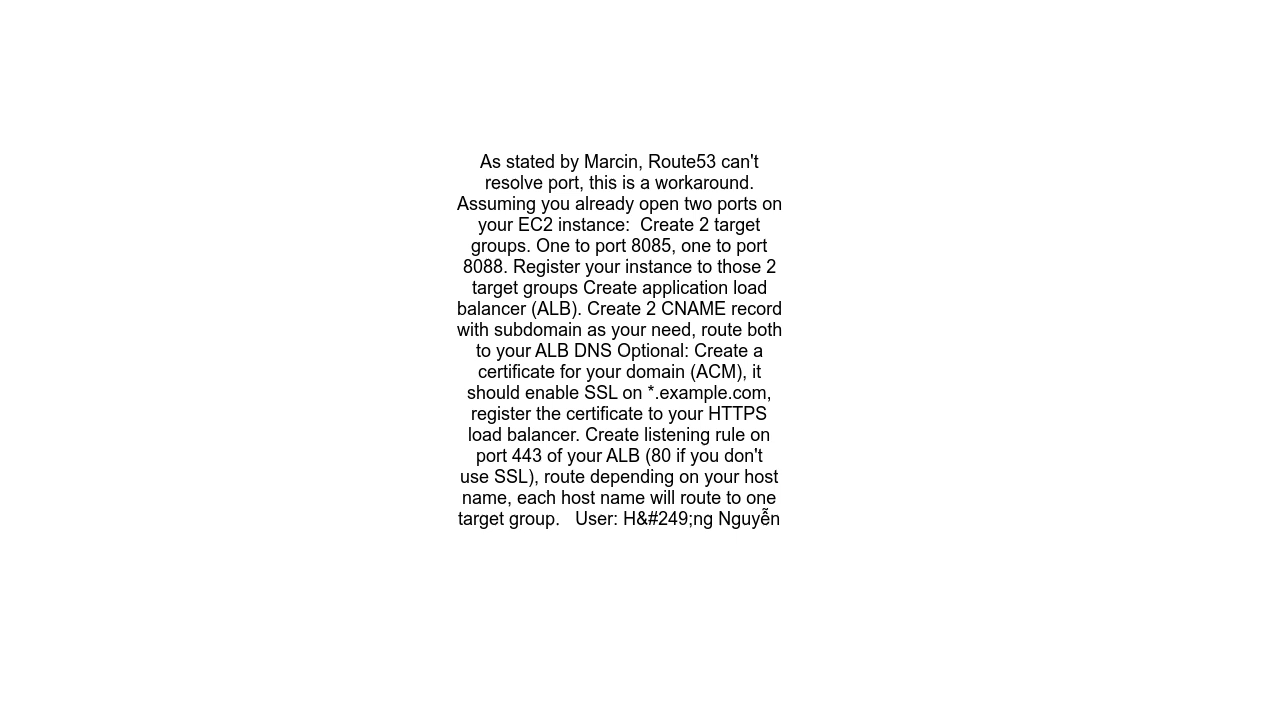 As stated by Marcin, Route53 can't
resolve port, this is a workaround.
Assuming you already open two ports on
your EC2 instance:  Create 2 target
groups. One to port 8085, one to port
8088. Register your instance to those 2
target groups Create application load
balancer (ALB). Create 2 CNAME record
with subdomain as your need, route both
to your ALB DNS Optional: Create a
certificate for your domain (ACM), it
should enable SSL on *.example.com,
register the certificate to your HTTPS
load balancer. Create listening rule on
port 443 of your ALB (80 if you don't
use SSL), route depending on your host
name, each host name will route to one
target group.   User: H&#249;ng Nguyễn